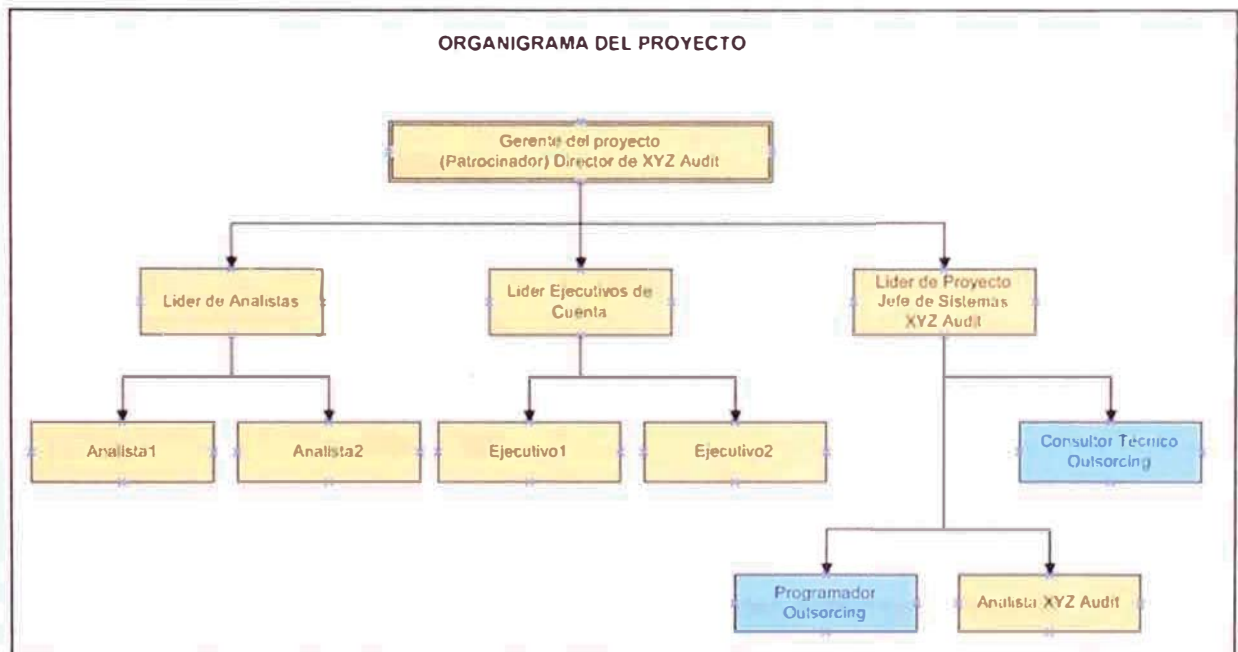 ORGANIGRAMA DEL PROYECTO
Gerente del proyecto
(Patrocinador) Director de XYZ Audit
Lider de Analistas
Lider Ejecutivos de
Cuenta
Lider de Proyecto
Jefe de Sistemas
XYZ Audit
Analista1
Analista2
Ejecutivo1
Ejecutivo2
Consultor Técnico
Outsorcing
Programador
Outsorcing
Analista XYZ Audit